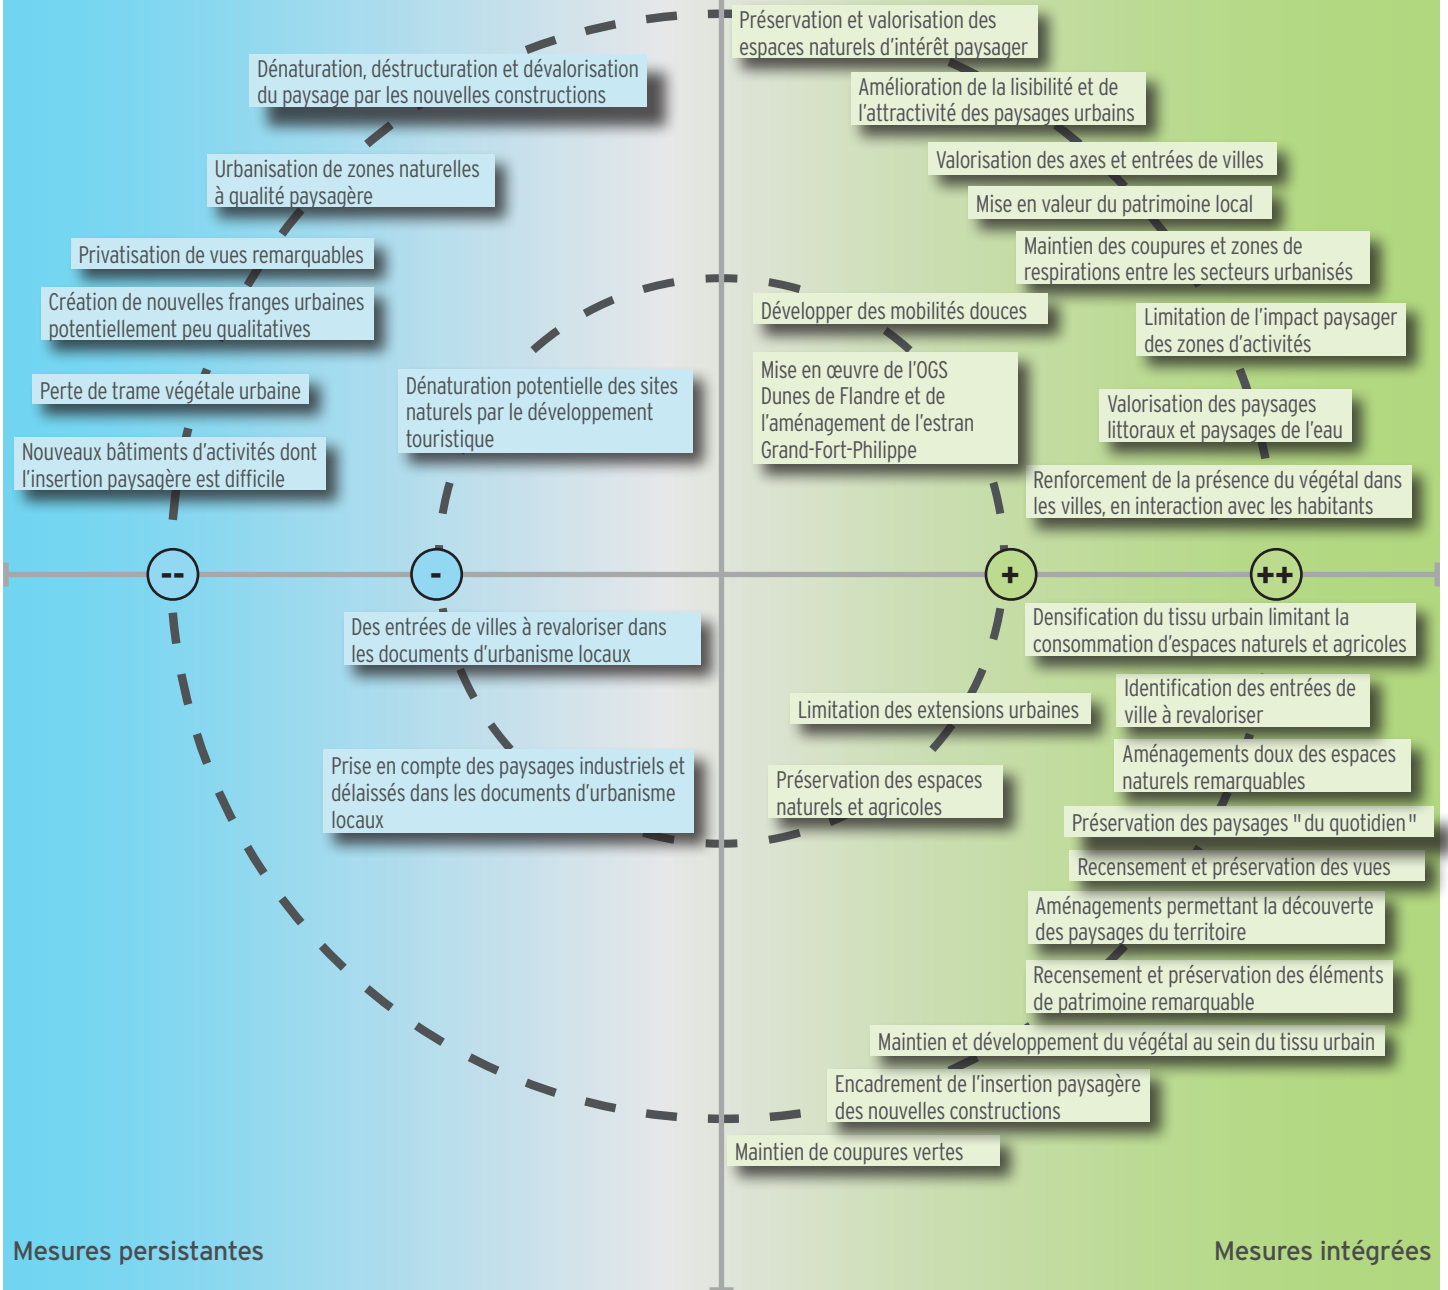 Préservation et valorisation des
espaces naturels d'intérêt paysager
Dénaturation, déstructuration et dévalorisation
du paysage par les nouvelles constructions
Amélioration de la lisibilité et de
l'attractivité des paysages urbains
Urbanisation de zones naturelles
à qualité paysagère
Valorisation des axes et entrées de villes
Mise en valeur du patrimoine local
Privatisation de vues remarquables
Maintien des coupures et zones de
respirations entre les secteurs urbanisés
Création de nouvelles franges urbaines
potentiellement peu qualitatives
Développer des mobilités douces
Limitation de l'impact paysager
des zones d'activités
Perte de trame végétale urbaine
Dénaturation potentielle des sites
naturels par le développement
touristique
Mise en œuvre de l'OGS
Dunes de Flandre et de
l'aménagement de l'estran
Grand-Fort-Philippe
Valorisation des paysages
littoraux et paysages de l'eau
Nouveaux bâtiments d'activités dont
l'insertion paysagère est difficile
Renforcement de la présence du végétal dans
les villes, en interaction avec les habitants
--
-
+
++
Des entrées de villes à revaloriser dans
les documents d'urbanisme locaux
Densification du tissu urbain limitant la
consommation d'espaces naturels et agricoles
Limitation des extensions urbaines
Identification des entrées de
ville à revaloriser
Prise en compte des paysages industriels et
délaissés dans les documents d'urbanisme
locaux
Préservation des espaces
naturels et agricoles
Aménagements doux des espaces
naturels remarquables
Préservation des paysages "du quotidien"
Recensement et préservation des vues
Aménagements permettant la découverte
des paysages du territoire
Recensement et préservation des éléments
de patrimoine remarquable
Maintien et développement du végétal au sein du tissu urbain
Encadrement de l'insertion paysagère
des nouvelles constructions
Maintien de coupures vertes
Mesures persistantes
Mesures intégrées